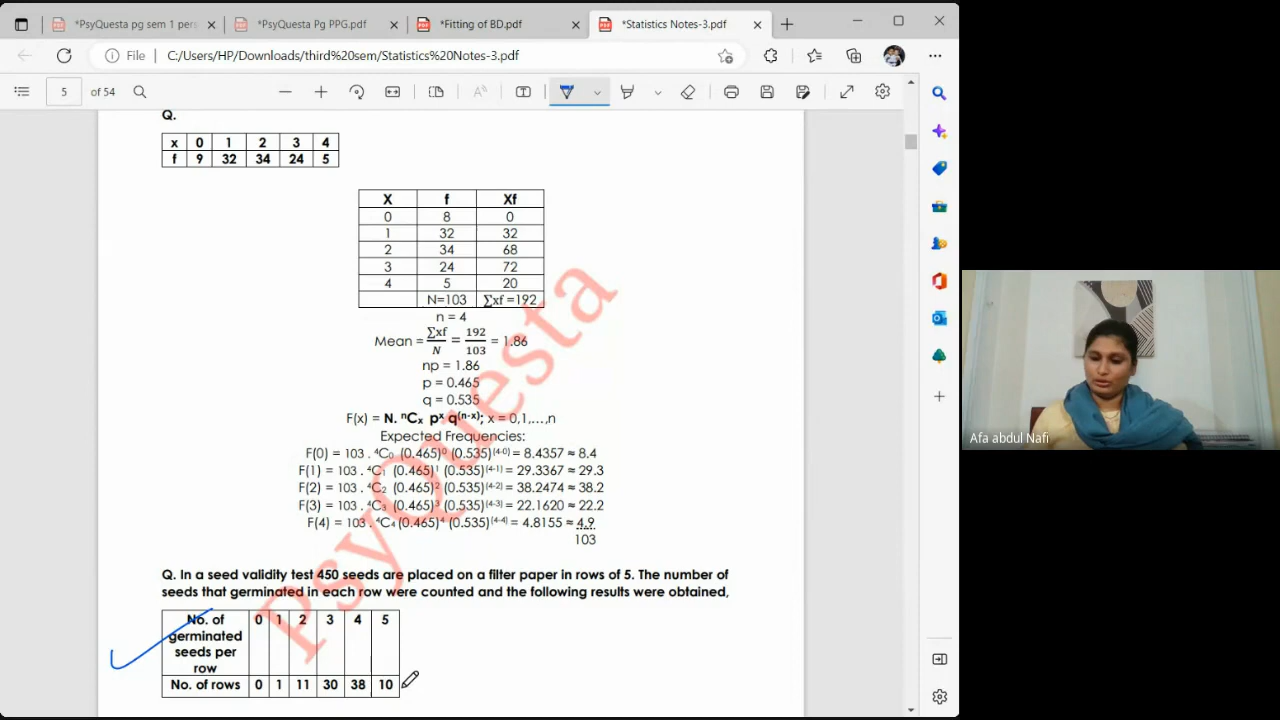 *PsyQuesta pg sem 1 pers
*PsyQuesta Pg PPG.pdf
*Fitting of BD.pdf
*Statistics Notes-3.pdf
File C:/Users/HP/Downloads/third%20sem/Statistics%20Notes-3.pdf
5 of 54
Q.
x 0 1 2 3 4
f 9 32 34 24 5
X f Xf
0 8 0
1 32 32
2 34 68
3 24 72
4 5 20
N=103 ∑xf =192
n = 4
Mean = ∑xf/N = 192/103 = 1.86
np = 1.86
p = 0.465
q = 0.535
F(x) = N. ⁿCₓ pˣ q⁽ⁿ⁻ˣ⁾; x = 0,1,...,n
Expected Frequencies:
F(0) = 103 . ⁴C₀ (0.465)⁰ (0.535)⁽⁴⁻⁰⁾ = 8.4357 ≈ 8.4
F(1) = 103 . ⁴C₁ (0.465)¹ (0.535)⁽⁴⁻¹⁾ = 29.3367 ≈ 29.3
F(2) = 103 . ⁴C₂ (0.465)² (0.535)⁽⁴⁻²⁾ = 38.2474 ≈ 38.2
F(3) = 103 . ⁴C₃ (0.465)³ (0.535)⁽⁴⁻³⁾ = 22.1620 ≈ 22.2
F(4) = 103 . ⁴C₄ (0.465)⁴ (0.535)⁽⁴⁻⁴⁾ = 4.8155 ≈ 4.9
103
Q. In a seed validity test 450 seeds are placed on a filter paper in rows of 5. The number of
seeds that germinated in each row were counted and the following results were obtained,
No. of germinated seeds per row 0 1 2 3 4 5
No. of rows 0 1 11 30 38 10
PsyQuesta
Afa abdul Nafi